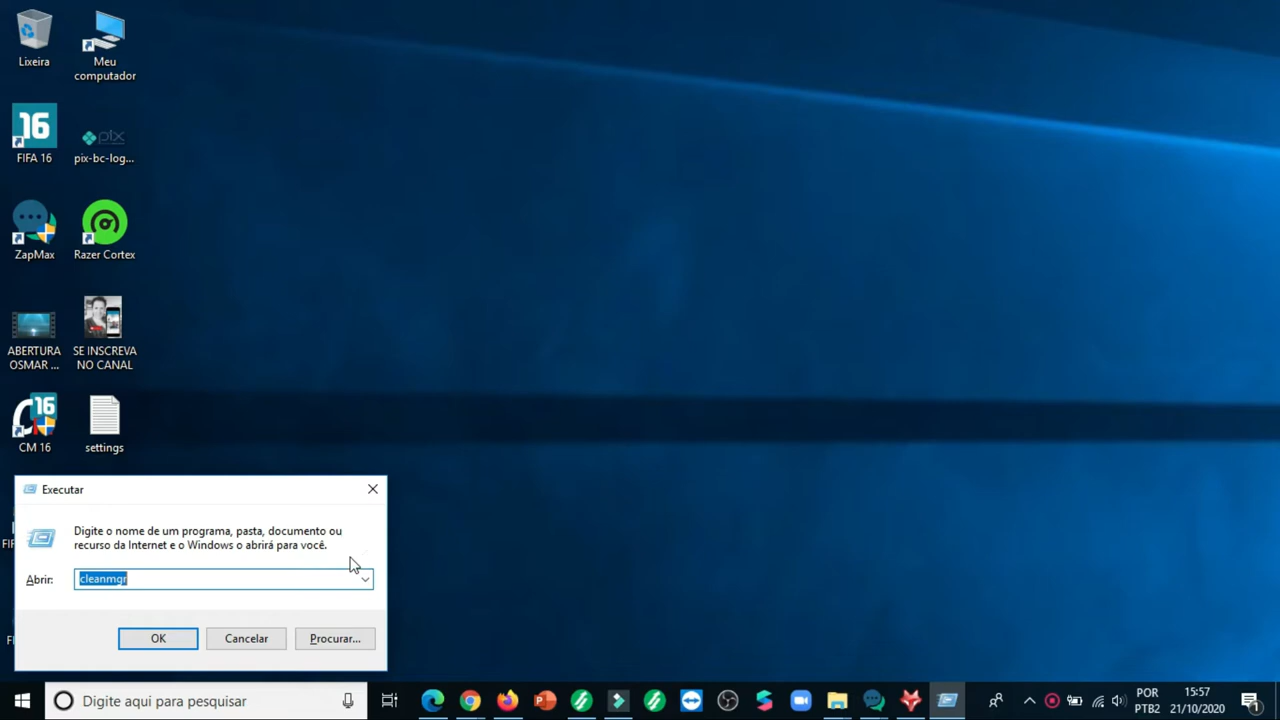 Lixeira
Meu
computador
16
FIFA 16
pix
pix-bc-log...
ZapMax
Razer Cortex
ABERTURA
OSMAR ...
SE INSCREVA
NO CANAL
16
CM 16
settings
Executar
Digite o nome de um programa, pasta, documento ou
recurso da Internet e o Windows o abrirá para você.
Abrir:
cleanmgr
OK
Cancelar
Procurar...
Digite aqui para pesquisar
POR
PTB2
15:57
21/10/2020
1